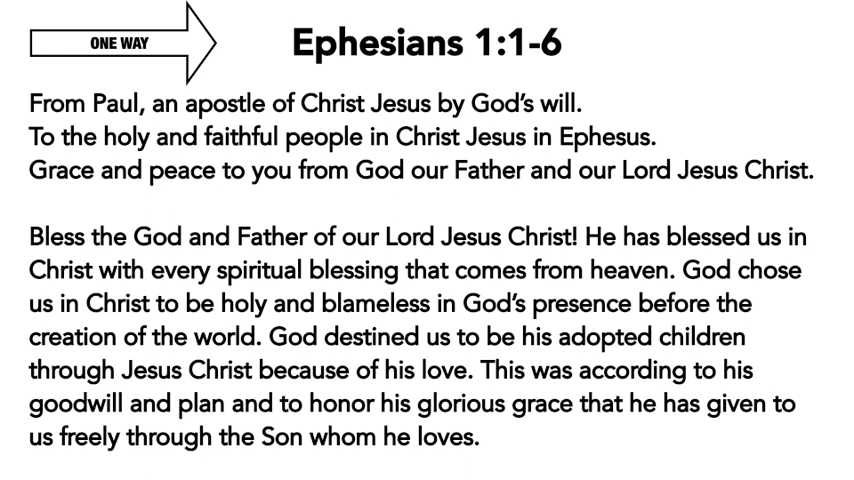 ONE WAY
Ephesians 1:1-6
From Paul, an apostle of Christ Jesus by God’s will.
To the holy and faithful people in Christ Jesus in Ephesus.
Grace and peace to you from God our Father and our Lord Jesus Christ.
Bless the God and Father of our Lord Jesus Christ! He has blessed us in
Christ with every spiritual blessing that comes from heaven. God chose
us in Christ to be holy and blameless in God’s presence before the
creation of the world. God destined us to be his adopted children
through Jesus Christ because of his love. This was according to his
goodwill and plan and to honor his glorious grace that he has given to
us freely through the Son whom he loves.